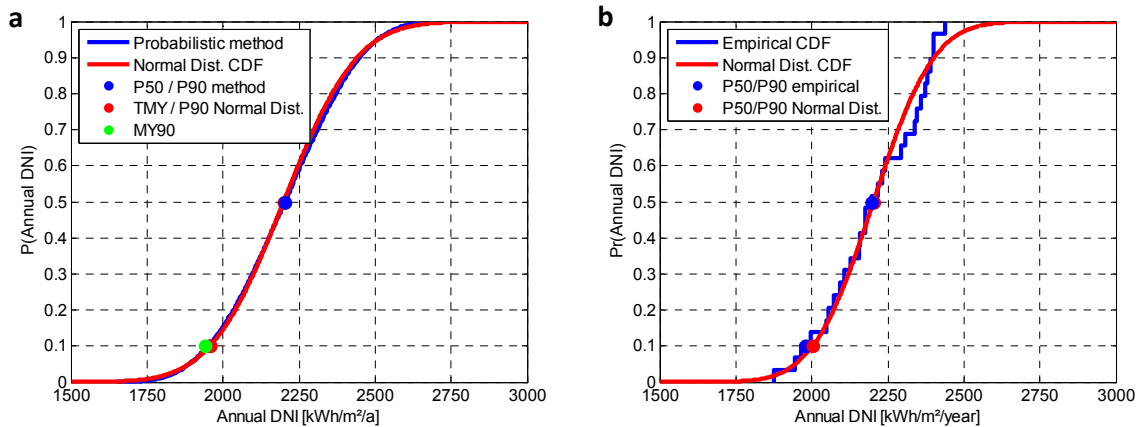 a
P(Annual DNI)
1
0.9
0.8
0.7
0.6
0.5
0.4
0.3
0.2
0.1
0
Probabilistic method
Normal Dist. CDF
P50 / P90 method
TMY / P90 Normal Dist.
MY90
1500 1750 2000 2250 2500 2750 3000
Annual DNI [kWh/m²/a]
b
Pr(Annual DNI)
1
0.9
0.8
0.7
0.6
0.5
0.4
0.3
0.2
0.1
0
Empirical CDF
Normal Dist. CDF
P50/P90 empirical
P50/P90 Normal Dist.
1500 1750 2000 2250 2500 2750 3000
Annual DNI [kWh/m²/year]